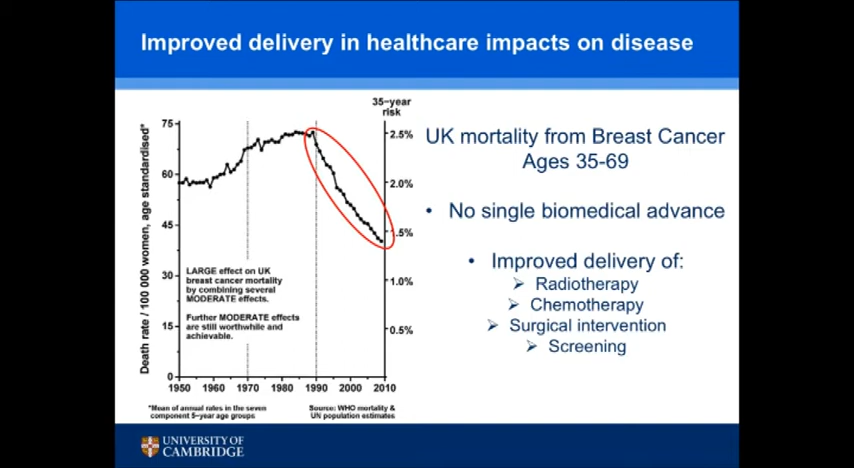 Improved delivery in healthcare impacts on disease
35-year
risk
Death rate / 100 000 women, age standardised*
75
60
45
30
15
0
2.5%
2.0%
.5%
1.0%
0.5%
LARGE effect on UK
breast cancer mortality
by combining several
MODERATE effects.
Further MODERATE effects
are still worthwhile and
achievable.
1950 1960 1970 1980 1990 2000 2010
*Mean of annual rates in the seven
component 5-year age groups
Source: WHO mortality &
UN population estimates
UK mortality from Breast Cancer
Ages 35-69
• No single biomedical advance
• Improved delivery of:
➢ Radiotherapy
➢ Chemotherapy
➢ Surgical intervention
➢ Screening
UNIVERSITY OF
CAMBRIDGE